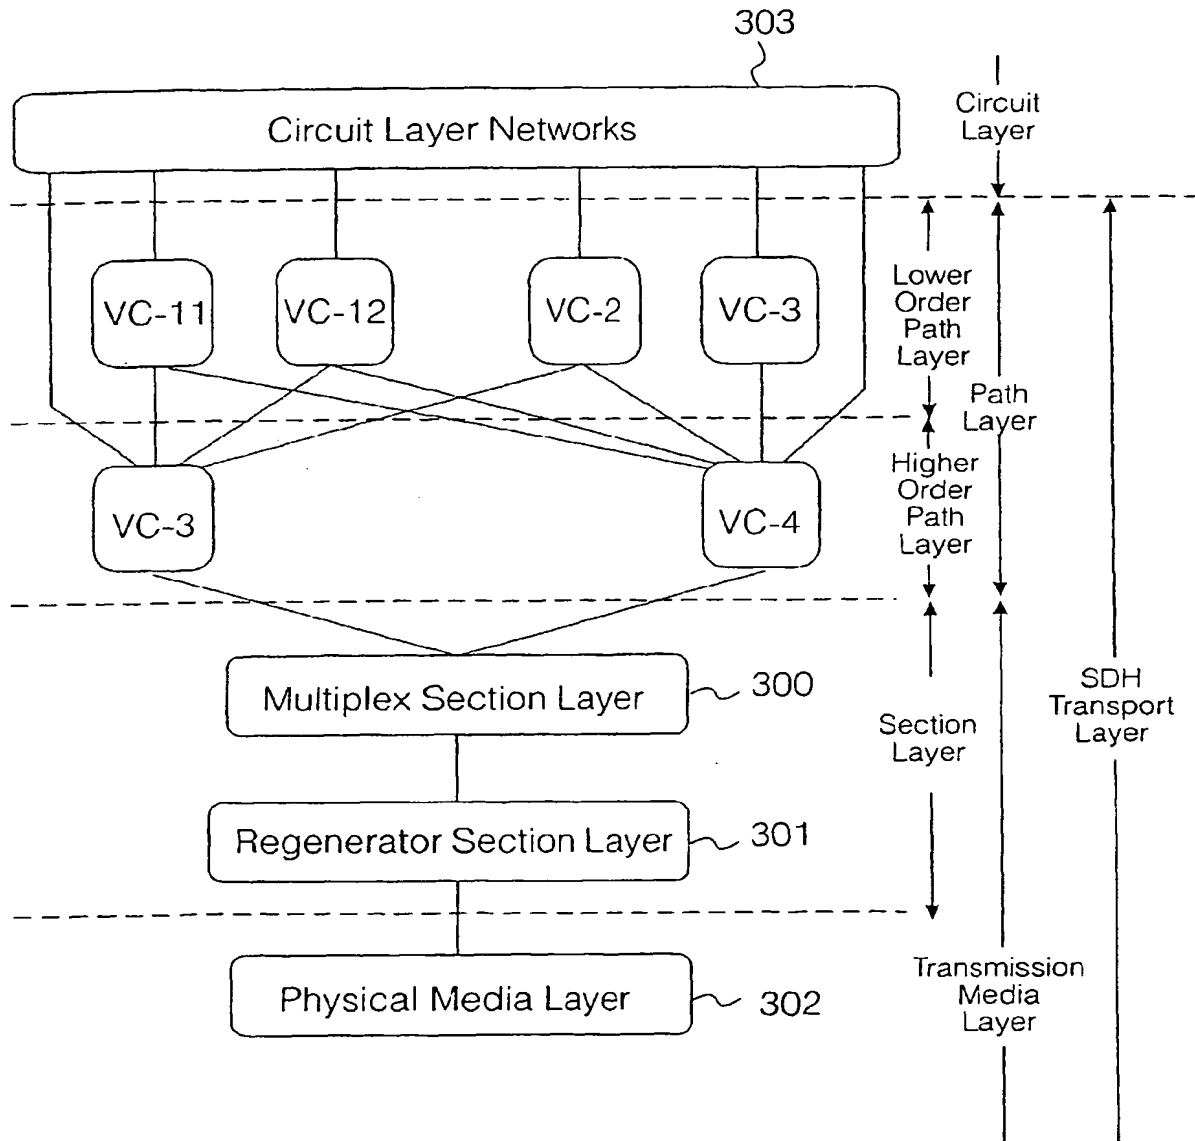 303
Circuit Layer Networks
Circuit
Layer
VC-11
VC-12
VC-2
VC-3
Lower
Order
Path
Layer
Path
Layer
VC-3
VC-4
Higher
Order
Path
Layer
Multiplex Section Layer
300
Section
Layer
SDH
Transport
Layer
Regenerator Section Layer
301
Physical Media Layer
302
Transmission
Media
Layer